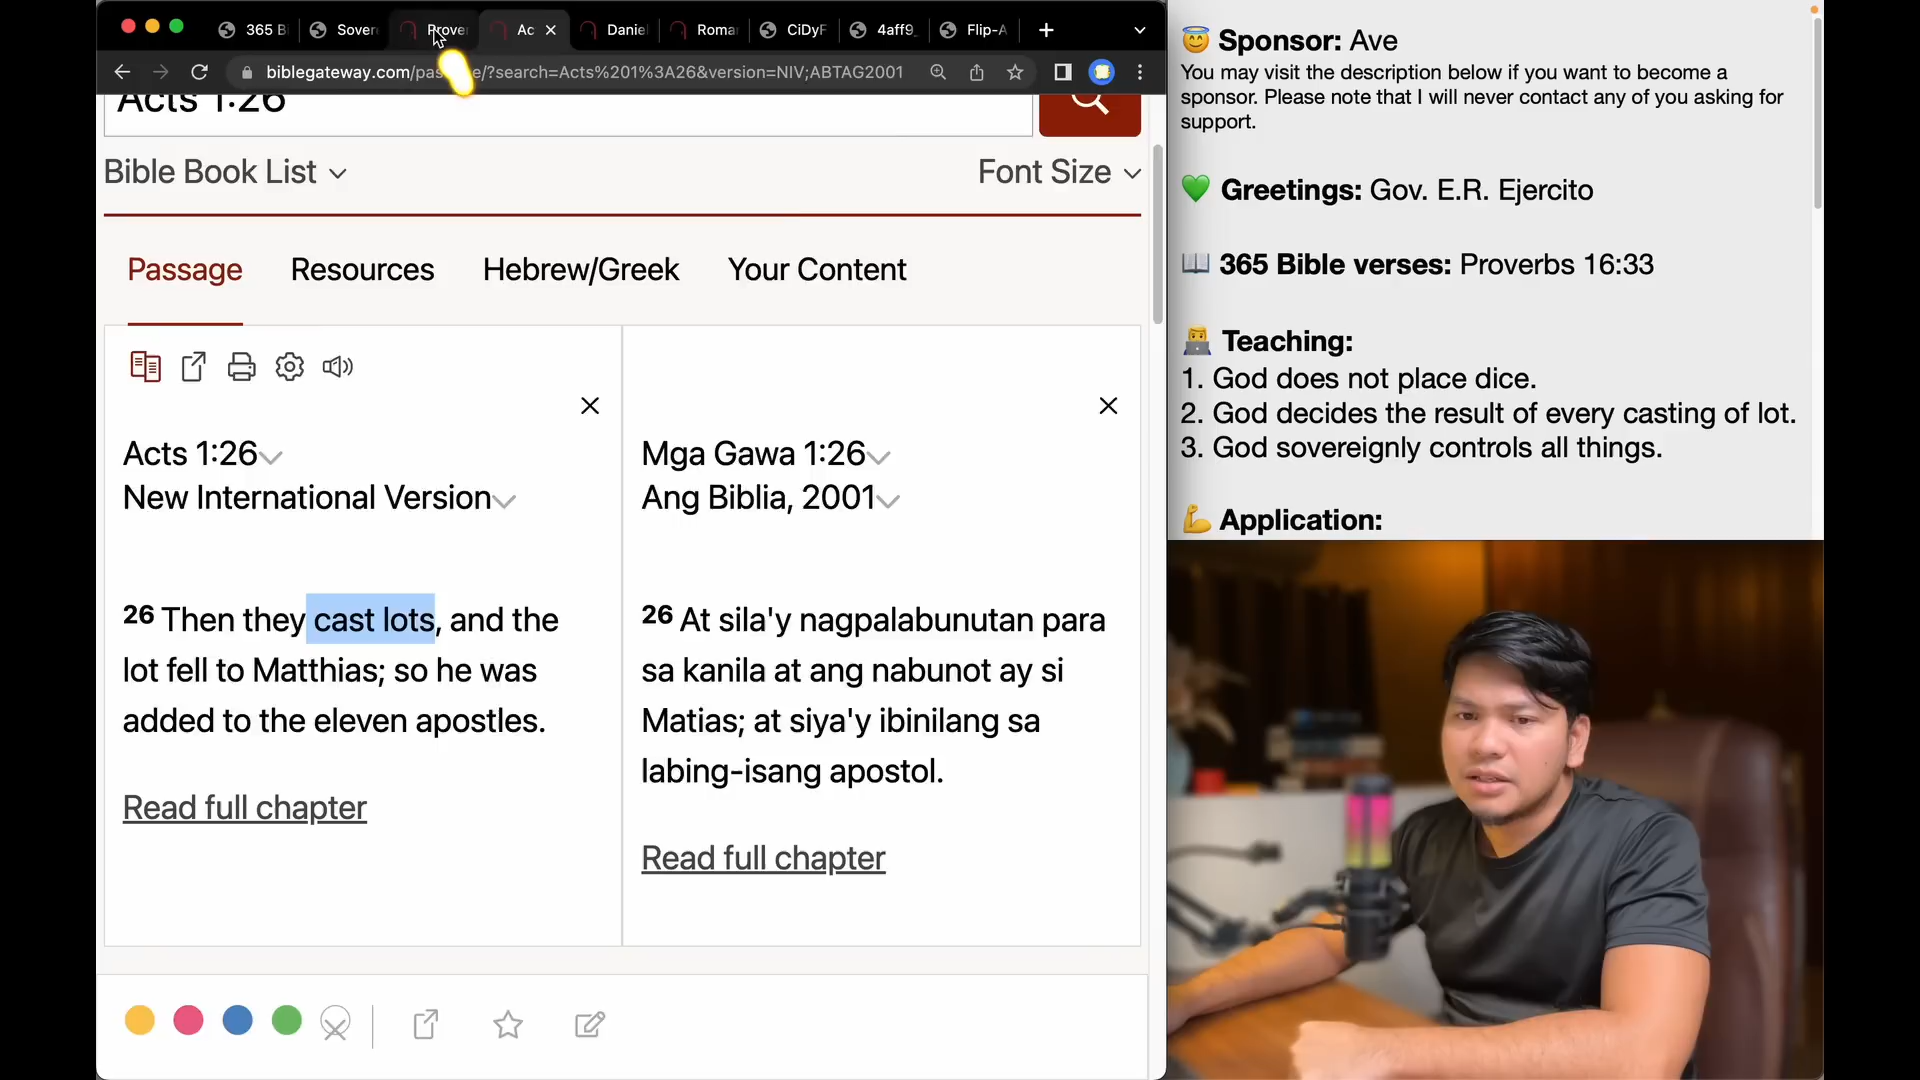 365 B
Sover
Prover
Ac
Danie
Roma
CiDyF
4aff9_
Flip-A
biblegateway.com/pas e/?search=Acts%201%3A26&version=NIV;ABTAG2001
Acts 1:26
Bible Book List
Font Size
Passage
Resources
Hebrew/Greek
Your Content
Acts 1:26
New International Version
26 Then they cast lots, and the
lot fell to Matthias; so he was
added to the eleven apostles.
Read full chapter
Mga Gawa 1:26
Ang Biblia, 2001
26 At sila'y nagpalabunutan para
sa kanila at ang nabunot ay si
Matias; at siya'y ibinilang sa
labing-isang apostol.
Read full chapter
😇 Sponsor: Ave
You may visit the description below if you want to become a
sponsor. Please note that I will never contact any of you asking for
support.
💚 Greetings: Gov. E.R. Ejercito
📖 365 Bible verses: Proverbs 16:33
👨‍💻 Teaching:
1. God does not place dice.
2. God decides the result of every casting of lot.
3. God sovereignly controls all things.
💪 Application: